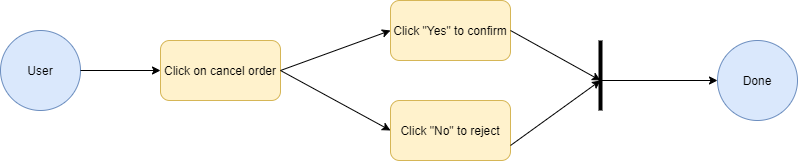 User
Click on cancel order
Click "Yes" to confirm
Click "No" to reject
Done